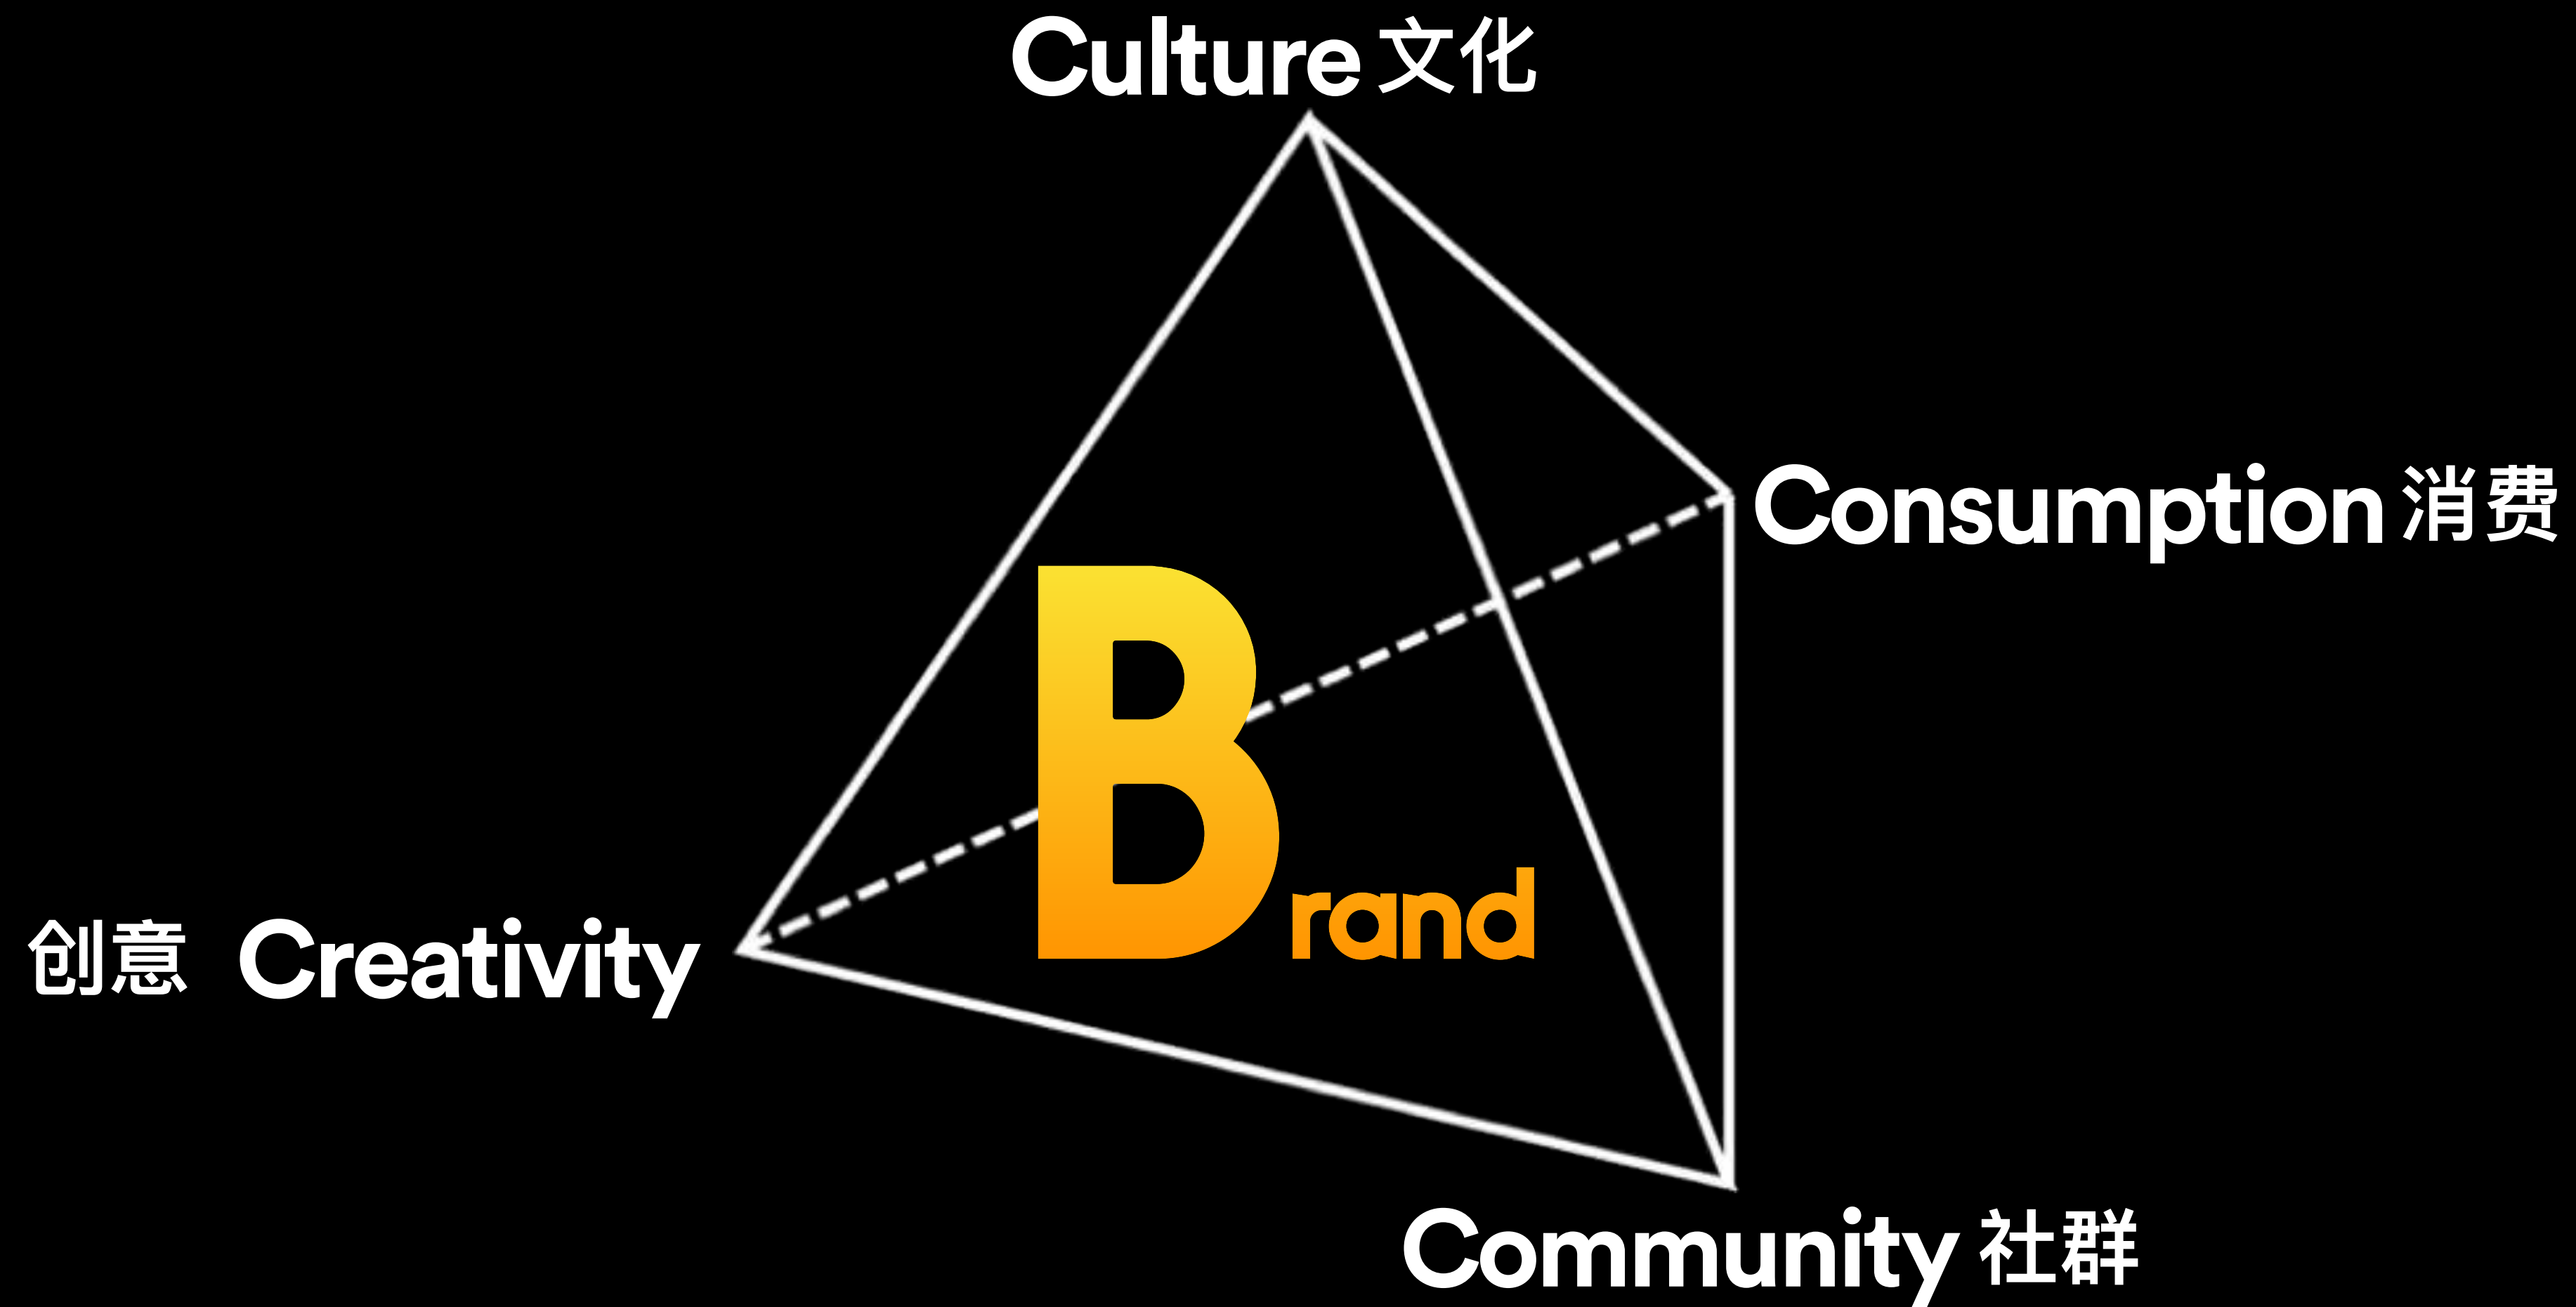 Culture 文化
Consumption 消费
Brand
创意 Creativity
Community 社群